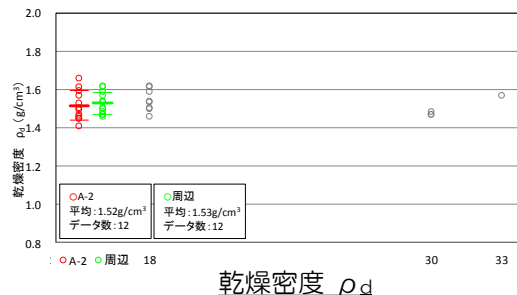 2.0
1.8
1.6
1.4
1.2
1.0
0.8
乾燥密度 ρd (g/cm³)
○A-2
平均:1.52g/cm³
データ数:12
○周辺
平均:1.53g/cm³
データ数:12
○A-2 ○周辺 18 30 33
乾燥密度 ρd